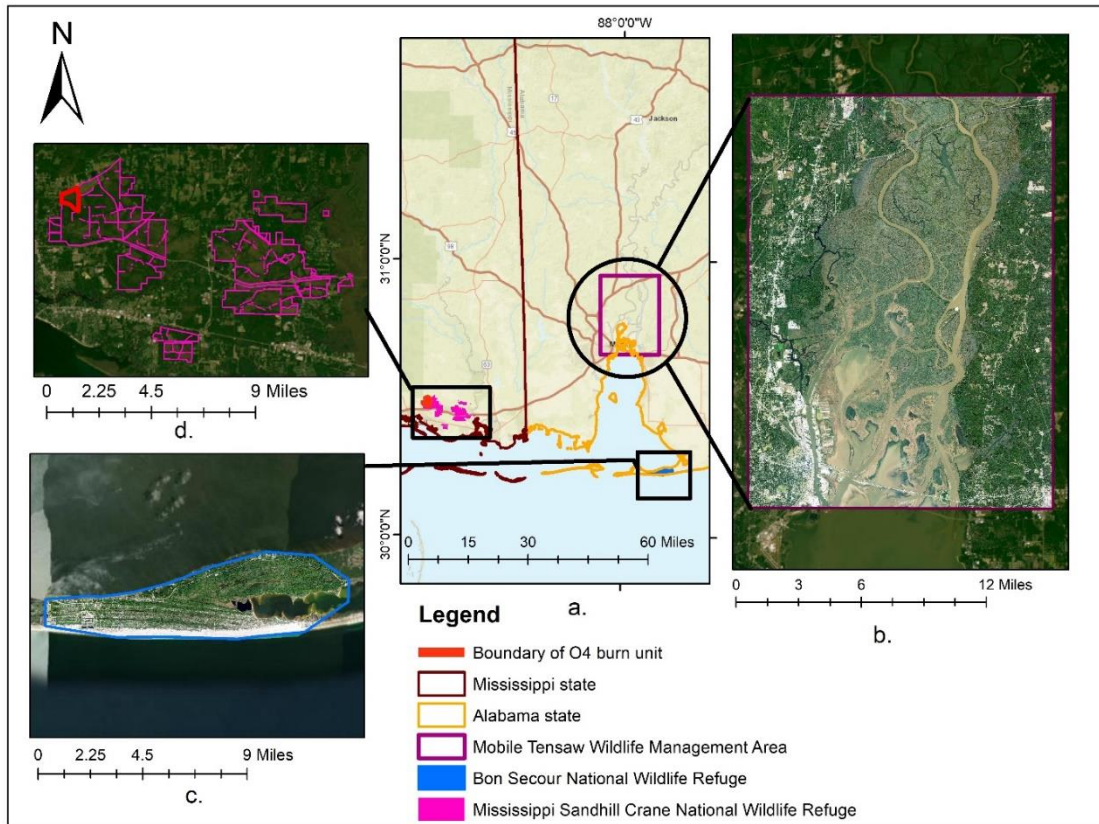 N
88°0'0"W
Mississippi
Alabama
Jackson
31°0'0"N
30°0'0"N
0 15 30 60 Miles
a.
0 3 6 12 Miles
b.
0 2.25 4.5 9 Miles
d.
0 2.25 4.5 9 Miles
c.
Legend
Boundary of O4 burn unit
Mississippi state
Alabama state
Mobile Tensaw Wildlife Management Area
Bon Secour National Wildlife Refuge
Mississippi Sandhill Crane National Wildlife Refuge